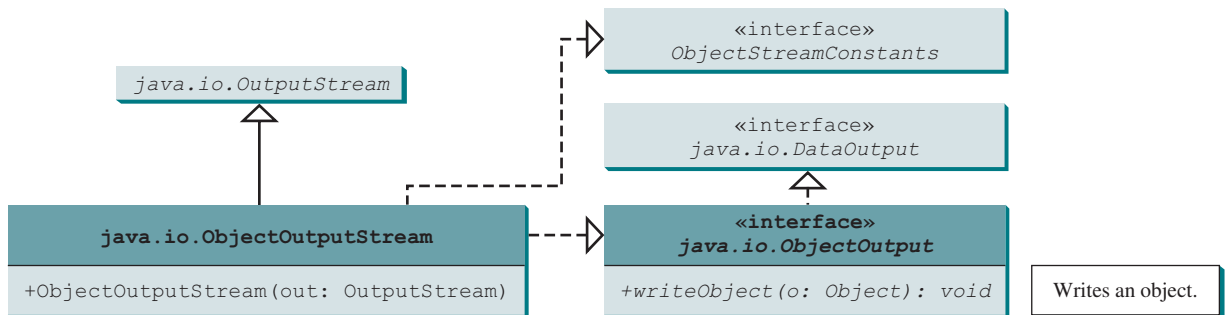 «interface»
ObjectStreamConstants
java.io.OutputStream
«interface»
java.io.DataOutput
java.io.ObjectOutputStream
+ObjectOutputStream(out: OutputStream)
«interface»
java.io.ObjectOutput
+writeObject(o: Object): void
Writes an object.